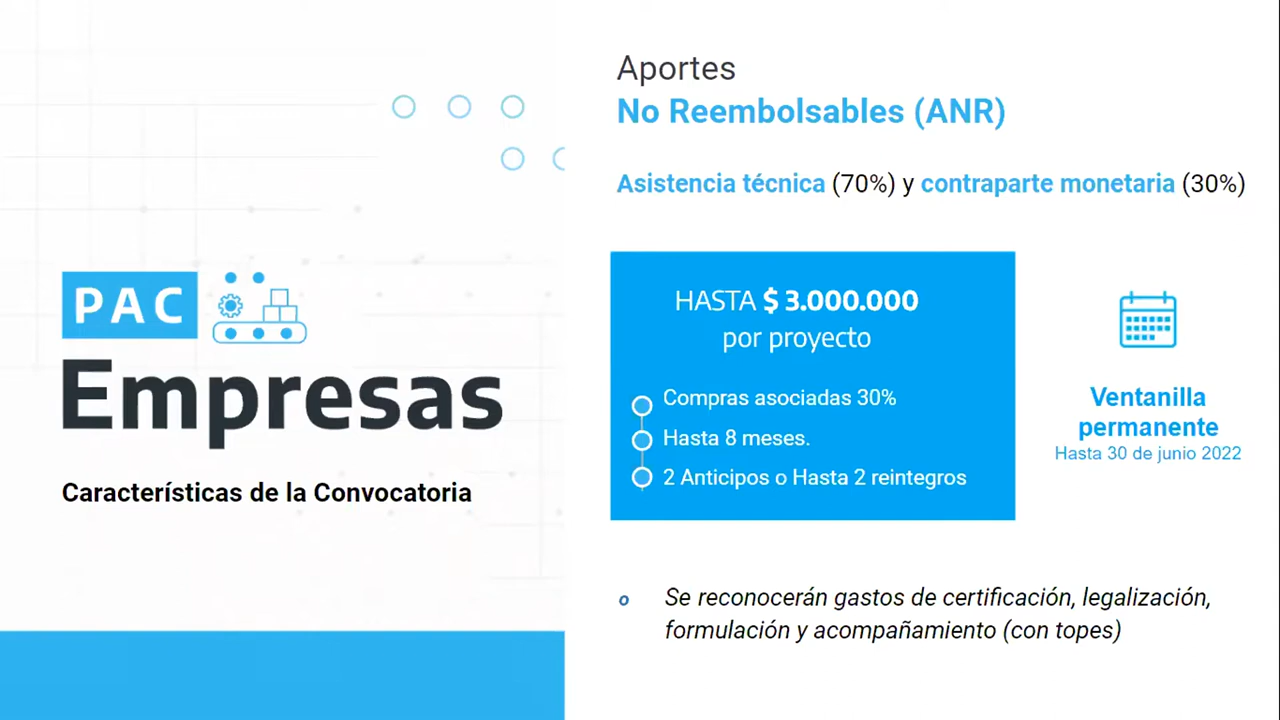 PAC
Empresas
Características de la Convocatoria
Aportes
No Reembolsables (ANR)
Asistencia técnica (70%) y contraparte monetaria (30%)
HASTA $ 3.000.000
por proyecto
Compras asociadas 30%
Hasta 8 meses.
2 Anticipos o Hasta 2 reintegros
Ventanilla
permanente
Hasta 30 de junio 2022
Se reconocerán gastos de certificación, legalización,
formulación y acompañamiento (con topes)